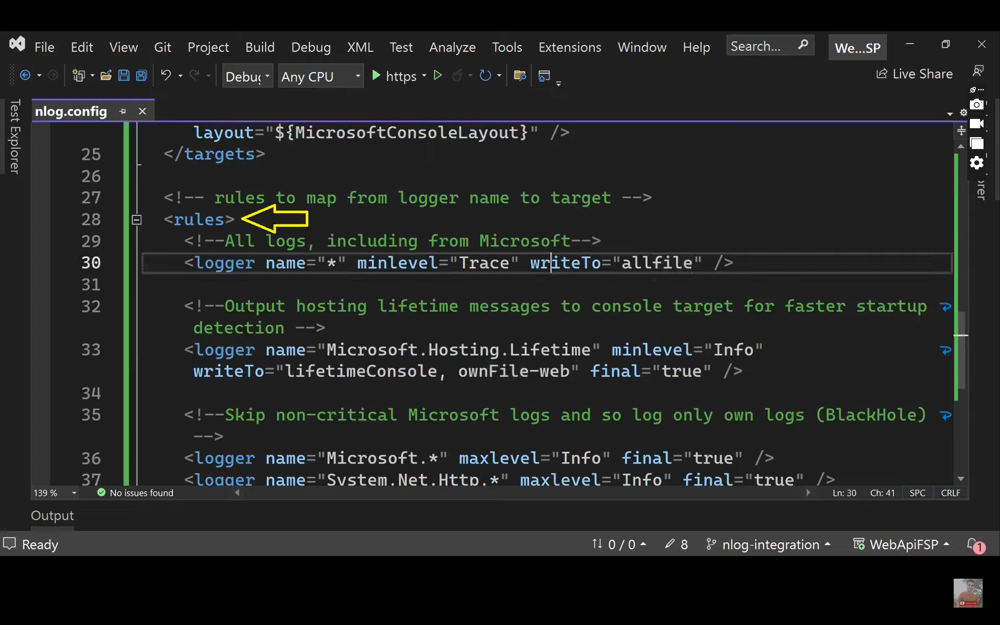 File Edit View Git Project Build Debug XML Test Analyze Tools Extensions Window Help Search... We...SP
Debug Any CPU https Live Share
Test Explorer
nlog.config
layout="${MicrosoftConsoleLayout}" />
25 </targets>
26
27 <!-- rules to map from logger name to target -->
28 <rules>
29 <!--All logs, including from Microsoft-->
30 <logger name="*" minlevel="Trace" writeTo="allfile" />
31
32 <!--Output hosting lifetime messages to console target for faster startup
detection -->
33 <logger name="Microsoft.Hosting.Lifetime" minlevel="Info"
writeTo="lifetimeConsole, ownFile-web" final="true" />
34
35 <!--Skip non-critical Microsoft logs and so log only own logs (BlackHole)
-->
36 <logger name="Microsoft.*" maxlevel="Info" final="true" />
37 <logger name="System.Net.Http.*" maxlevel="Info" final="true" />
139 % No issues found Ln: 30 Ch: 41 SPC CRLF
Output
Ready 0 / 0 8 nlog-integration WebApiFSP 1
Subscribe